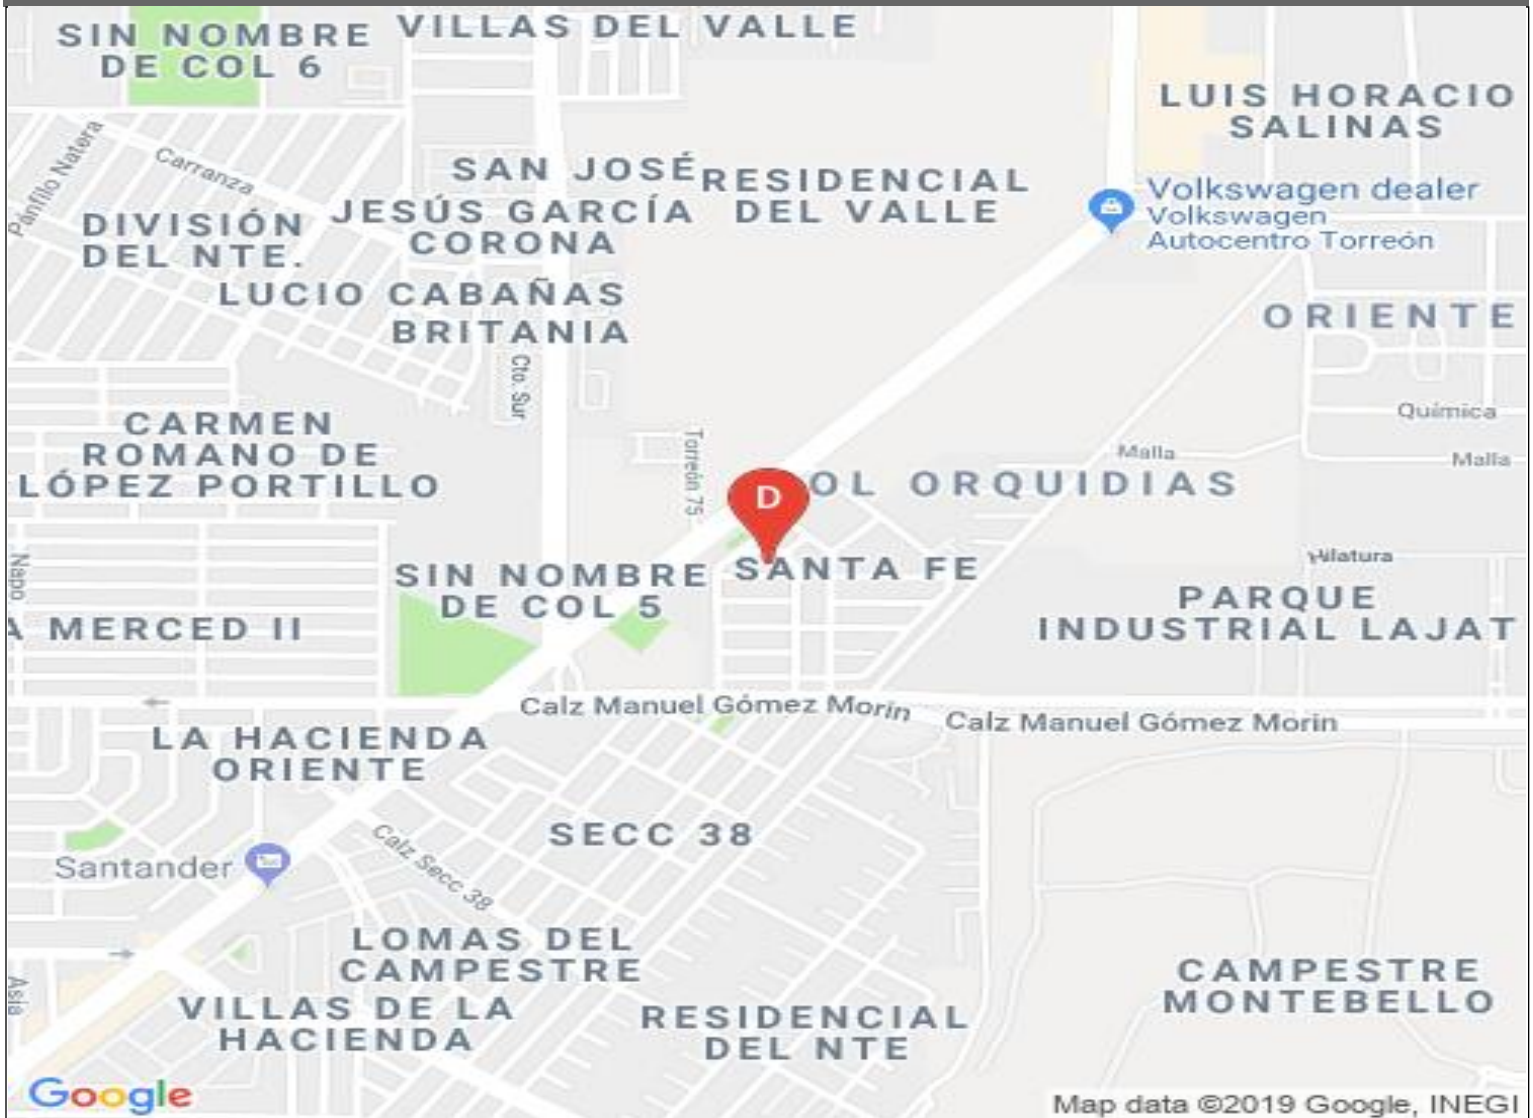 SIN NOMBRE
DE COL 6
VILLAS DEL VALLE
LUIS HORACIO
SALINAS
Pánfilo Natera
Carranza
SAN JOSÉ
RESIDENCIAL
DEL VALLE
Volkswagen dealer
Volkswagen
Autocentro Torreón
DIVISIÓN
DEL NTE.
JESÚS GARCÍA
CORONA
LUCIO CABAÑAS
BRITANIA
ORIENTE
Cto. Sur
CARMEN
ROMANO DE
LÓPEZ PORTILLO
Química
Torreón 75
Malla
Malla
D
OL ORQUIDIAS
Napo
SIN NOMBRE
DE COL 5
SANTA FE
Hilatura
PARQUE
INDUSTRIAL LAJAT
A MERCED II
Calz Manuel Gómez Morin
Calz Manuel Gómez Morin
LA HACIENDA
ORIENTE
SECC 38
Calz Secc 38
Santander
LOMAS DEL
CAMPESTRE
CAMPESTRE
MONTEBELLO
Asia
VILLAS DE LA
HACIENDA
RESIDENCIAL
DEL NTE
Google
Map data ©2019 Google, INEGI